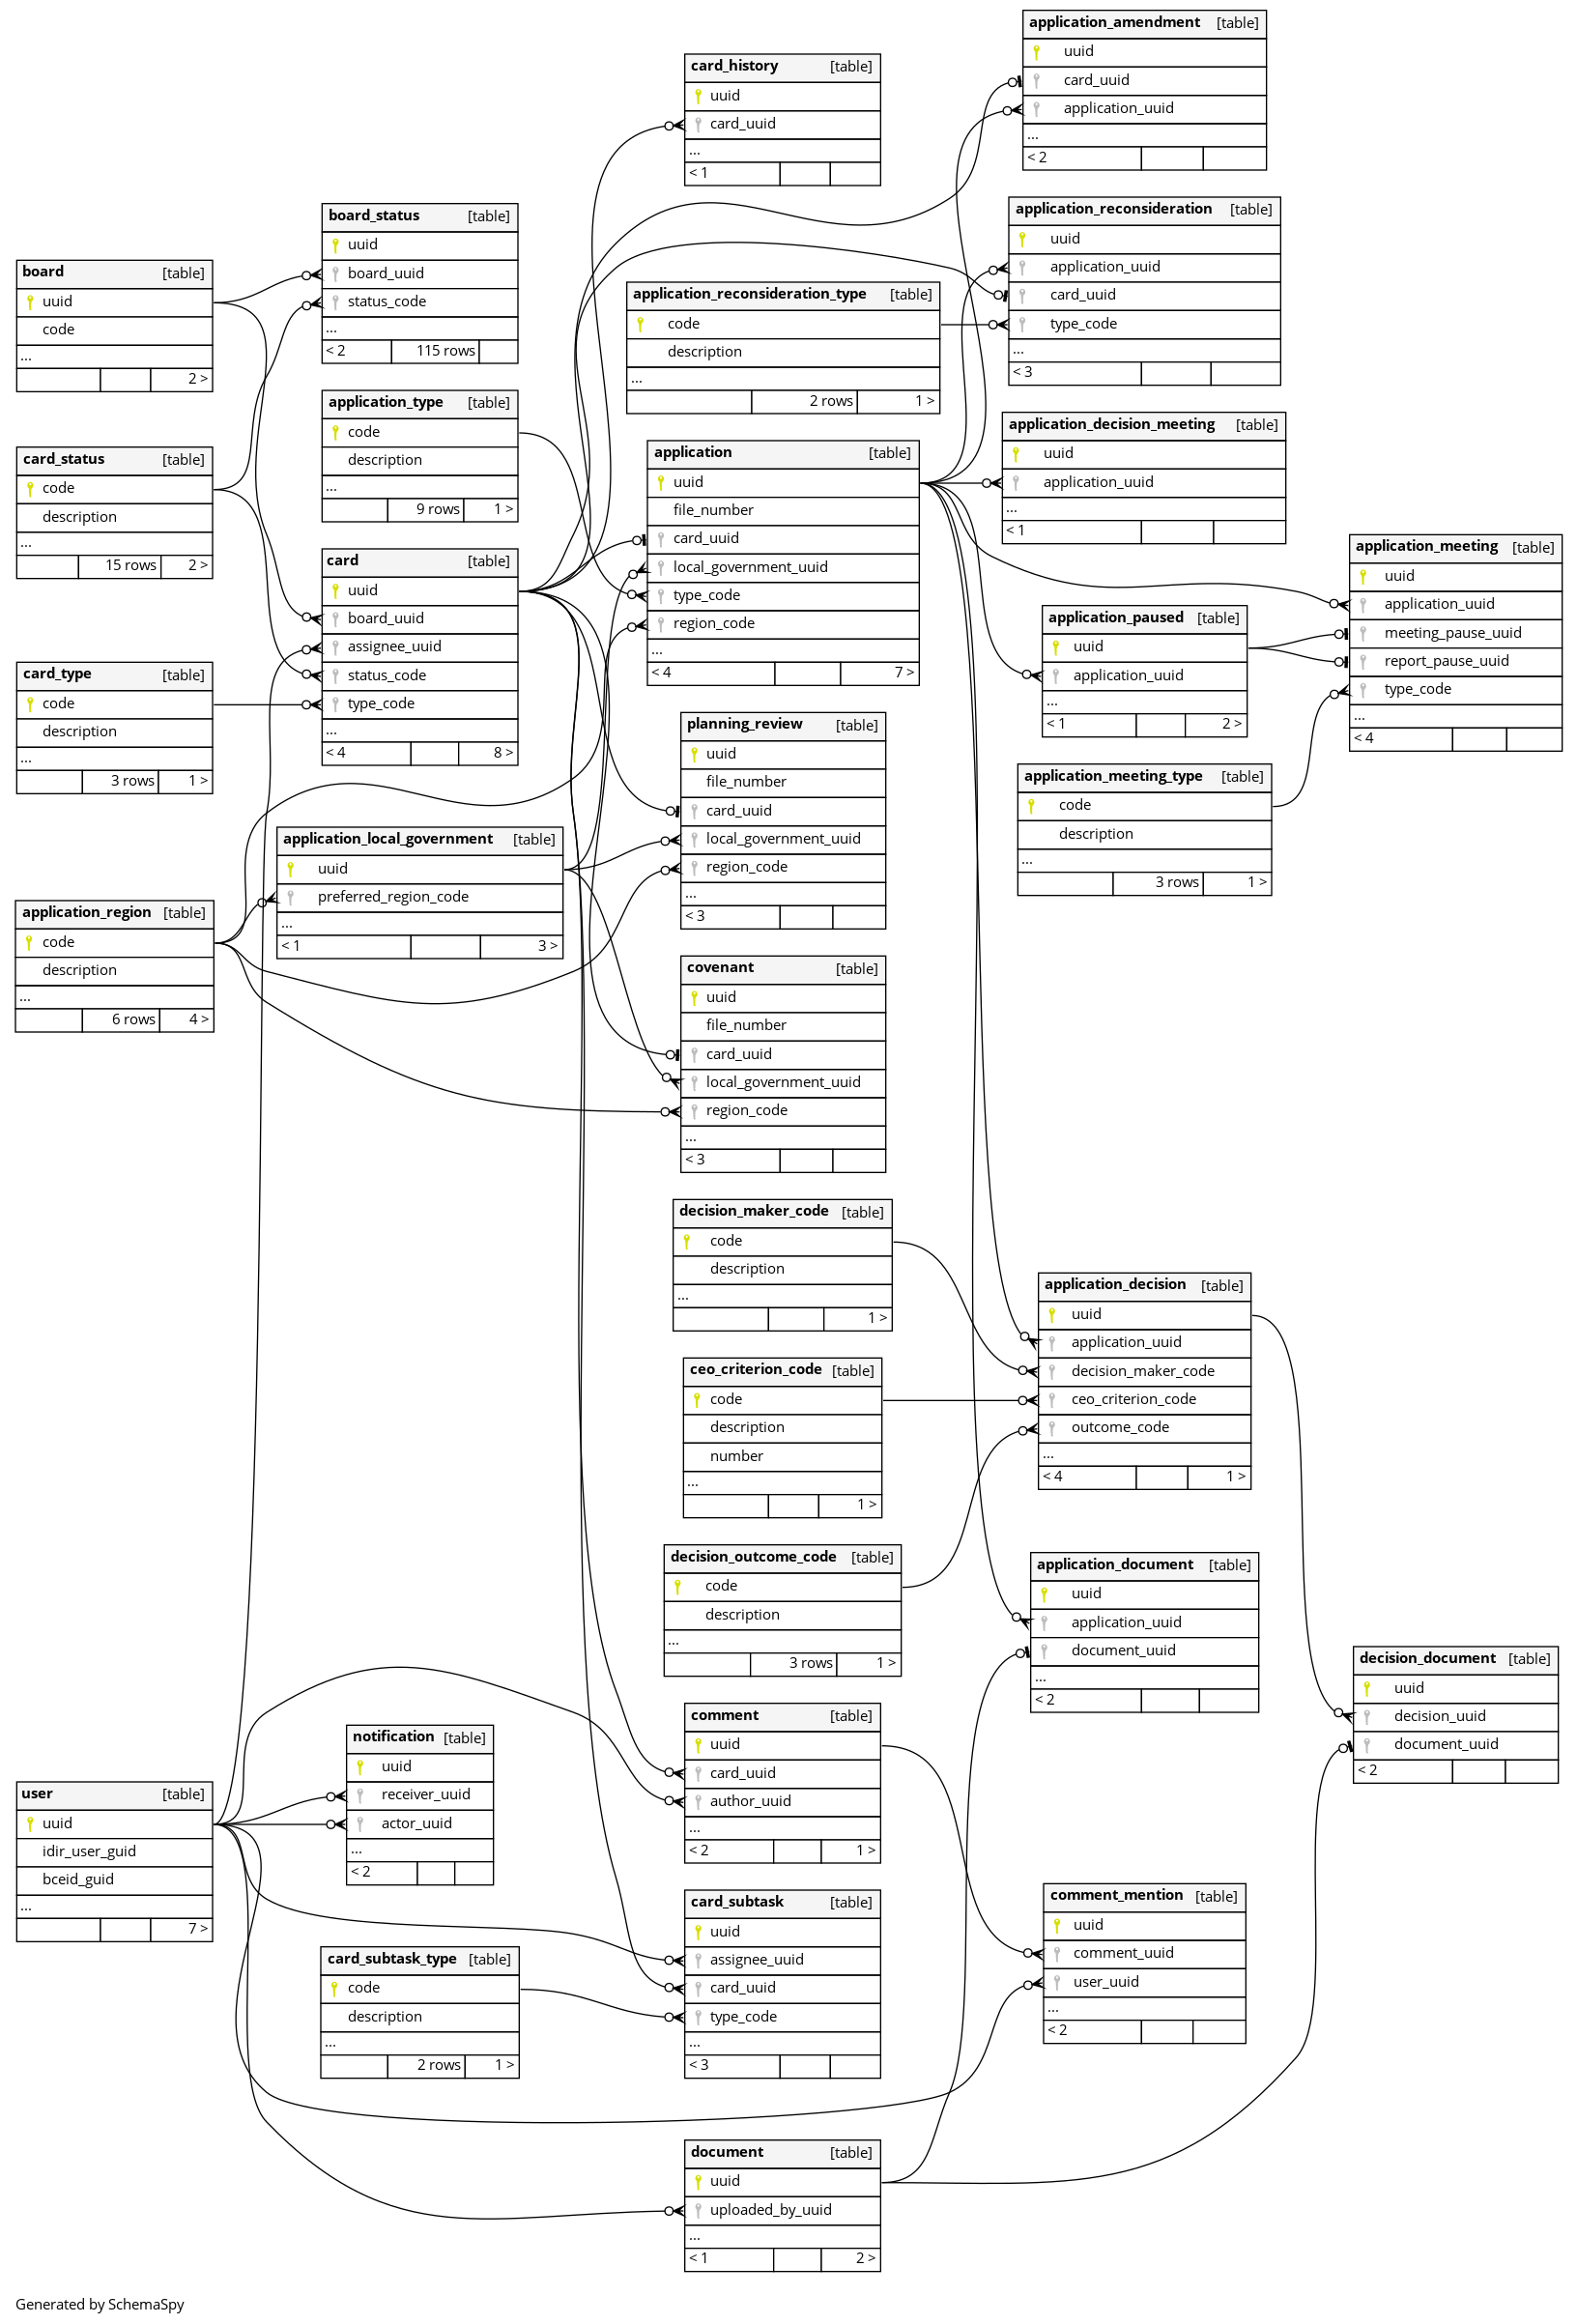 application_amendment [table]
uuid
card_uuid
application_uuid
...
< 2
card_history [table]
uuid
card_uuid
...
< 1
application_reconsideration [table]
uuid
application_uuid
card_uuid
type_code
...
< 3
board_status [table]
uuid
board_uuid
status_code
...
< 2 115 rows
board [table]
uuid
code
...
2 >
application_reconsideration_type [table]
code
description
...
2 rows 1 >
application_type [table]
code
description
...
9 rows 1 >
application_decision_meeting [table]
uuid
application_uuid
...
< 1
application [table]
uuid
file_number
card_uuid
local_government_uuid
type_code
region_code
...
< 4 7 >
card_status [table]
code
description
...
15 rows 2 >
application_meeting [table]
uuid
application_uuid
meeting_pause_uuid
report_pause_uuid
type_code
...
< 4
card [table]
uuid
board_uuid
assignee_uuid
status_code
type_code
...
< 4 8 >
application_paused [table]
uuid
application_uuid
...
< 1 2 >
card_type [table]
code
description
...
3 rows 1 >
planning_review [table]
uuid
file_number
card_uuid
local_government_uuid
region_code
...
< 3
application_meeting_type [table]
code
description
...
3 rows 1 >
application_local_government [table]
uuid
preferred_region_code
...
< 1 3 >
application_region [table]
code
description
...
6 rows 4 >
covenant [table]
uuid
file_number
card_uuid
local_government_uuid
region_code
...
< 3
decision_maker_code [table]
code
description
...
1 >
application_decision [table]
uuid
application_uuid
decision_maker_code
ceo_criterion_code
outcome_code
...
< 4 1 >
ceo_criterion_code [table]
code
description
number
...
1 >
decision_outcome_code [table]
code
description
...
3 rows 1 >
application_document [table]
uuid
application_uuid
document_uuid
...
< 2
decision_document [table]
uuid
decision_uuid
document_uuid
< 2
comment [table]
uuid
card_uuid
author_uuid
...
< 2 1 >
notification [table]
uuid
receiver_uuid
actor_uuid
...
< 2
user [table]
uuid
idir_user_guid
bceid_guid
...
7 >
comment_mention [table]
uuid
comment_uuid
user_uuid
...
< 2
card_subtask [table]
uuid
assignee_uuid
card_uuid
type_code
...
< 3
card_subtask_type [table]
code
description
...
2 rows 1 >
document [table]
uuid
uploaded_by_uuid
...
< 1 2 >
Generated by SchemaSpy